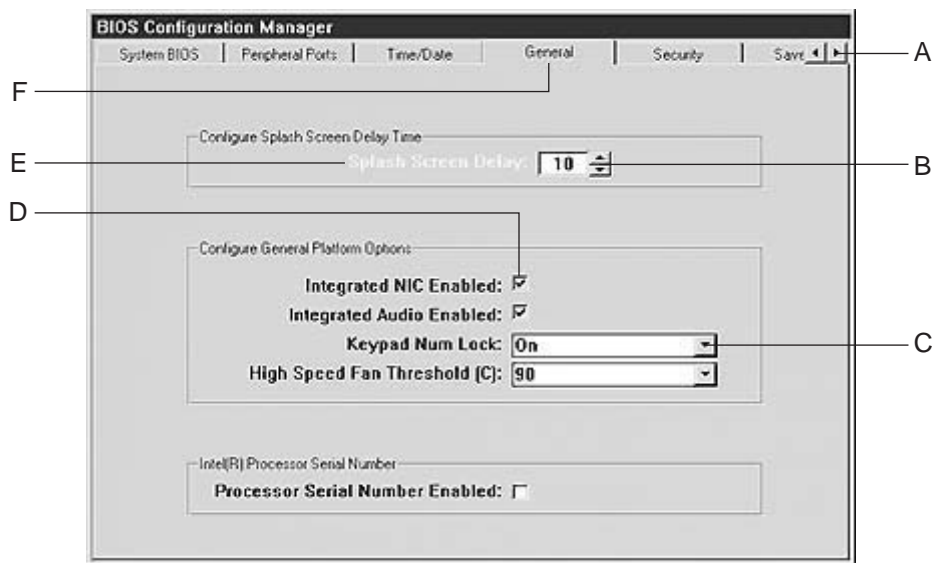 BIOS Configuration Manager
System BIOS Peripheral Ports Time/Date General Security Save
A
F
Configure Splash Screen Delay Time
E
Splash Screen Delay: 10
B
D
Configure General Platform Options
Integrated NIC Enabled:
Integrated Audio Enabled:
Keypad Num Lock: On
C
High Speed Fan Threshold (C): 90
Intel(R) Processor Serial Number
Processor Serial Number Enabled: